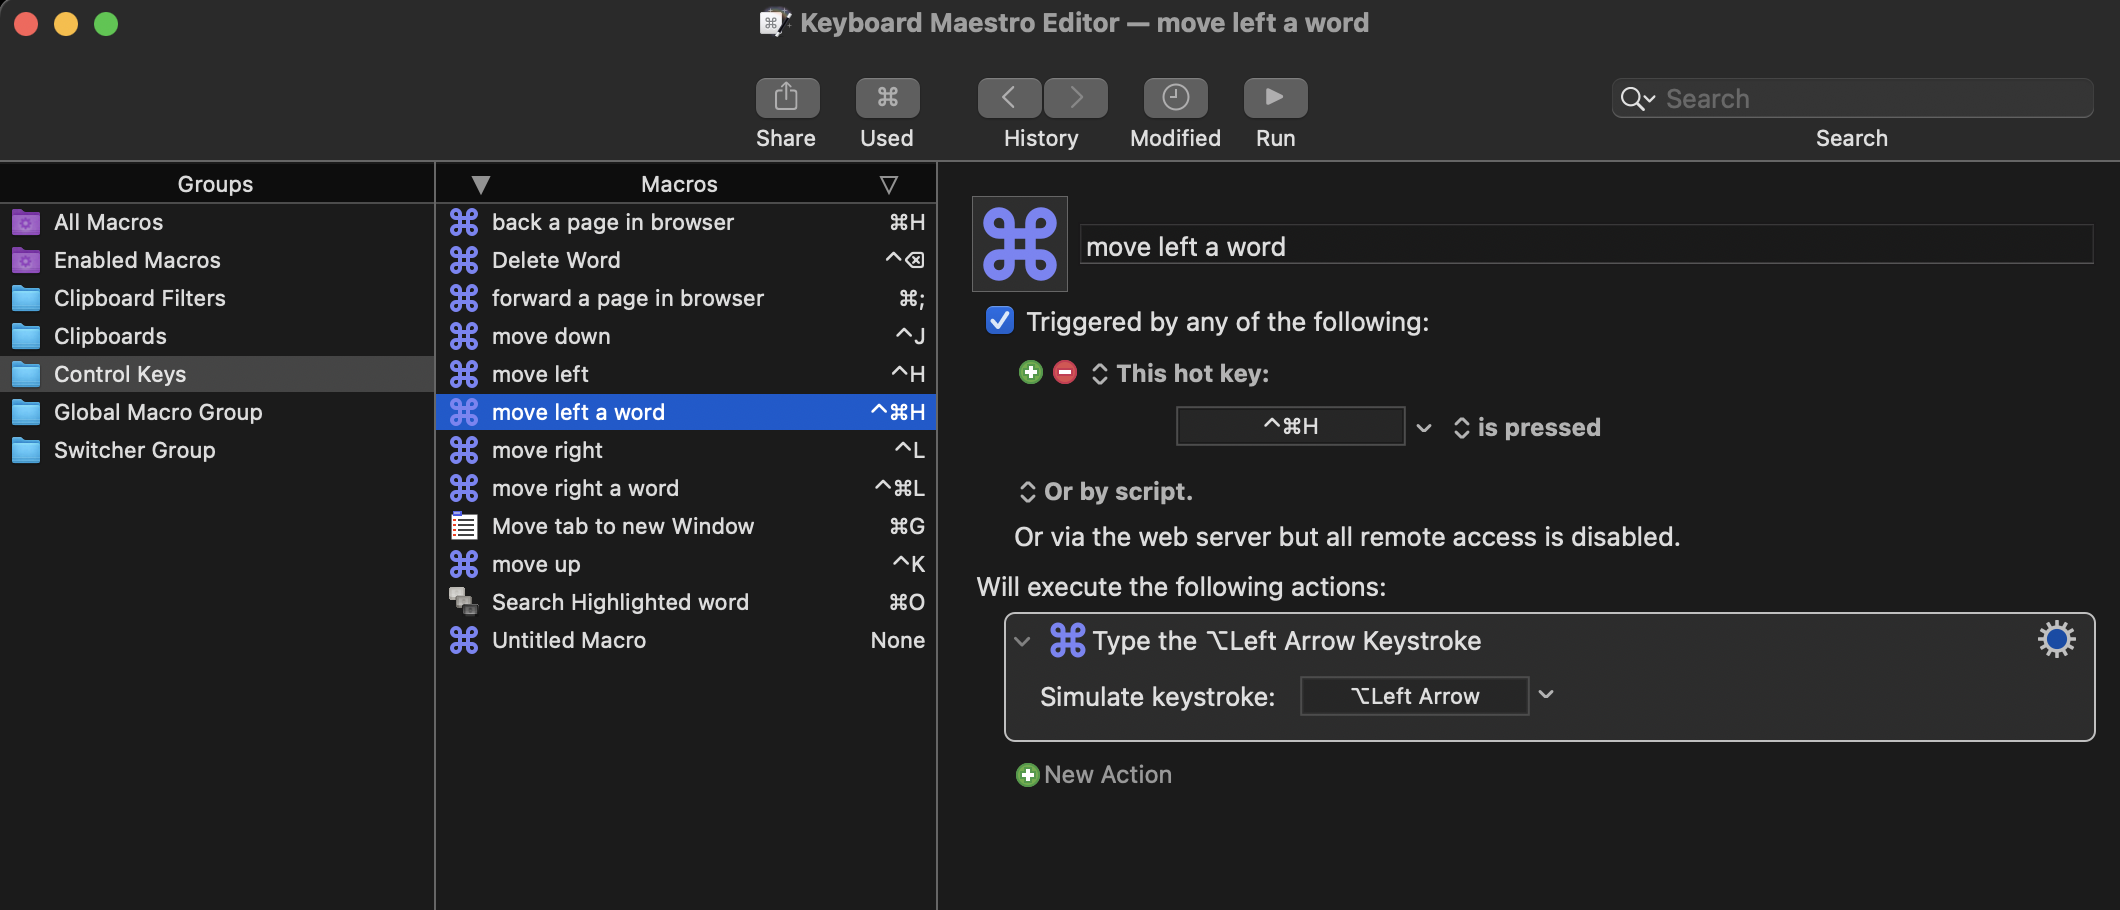 Keyboard Maestro Editor — move left a word
Share
Used
History
Modified
Run
Search
Search
Groups
All Macros
Enabled Macros
Clipboard Filters
Clipboards
Control Keys
Global Macro Group
Switcher Group
Macros
back a page in browser ⌘H
Delete Word ^⌫
forward a page in browser ⌘;
move down ^J
move left ^H
move left a word ^⌘H
move right ^L
move right a word ^⌘L
Move tab to new Window ⌘G
move up ^K
Search Highlighted word ⌘O
Untitled Macro None
move left a word
Triggered by any of the following:
This hot key:
^⌘H is pressed
Or by script.
Or via the web server but all remote access is disabled.
Will execute the following actions:
Type the ⌥Left Arrow Keystroke
Simulate keystroke: ⌥Left Arrow
New Action